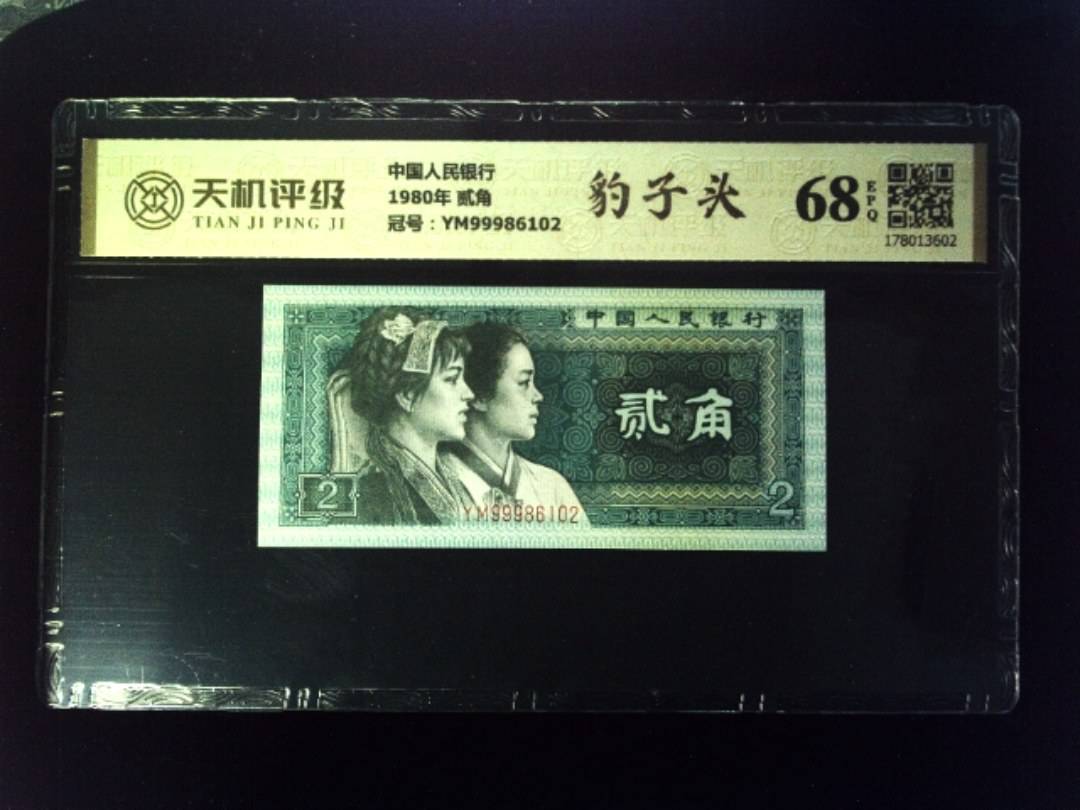 天机评级
TIAN JI PING JI
中国人民银行
1980年 贰角
冠号：YM99986102
豹子头
68
EPQ
178013602
中国人民银行
贰角
2
YM99986102
2